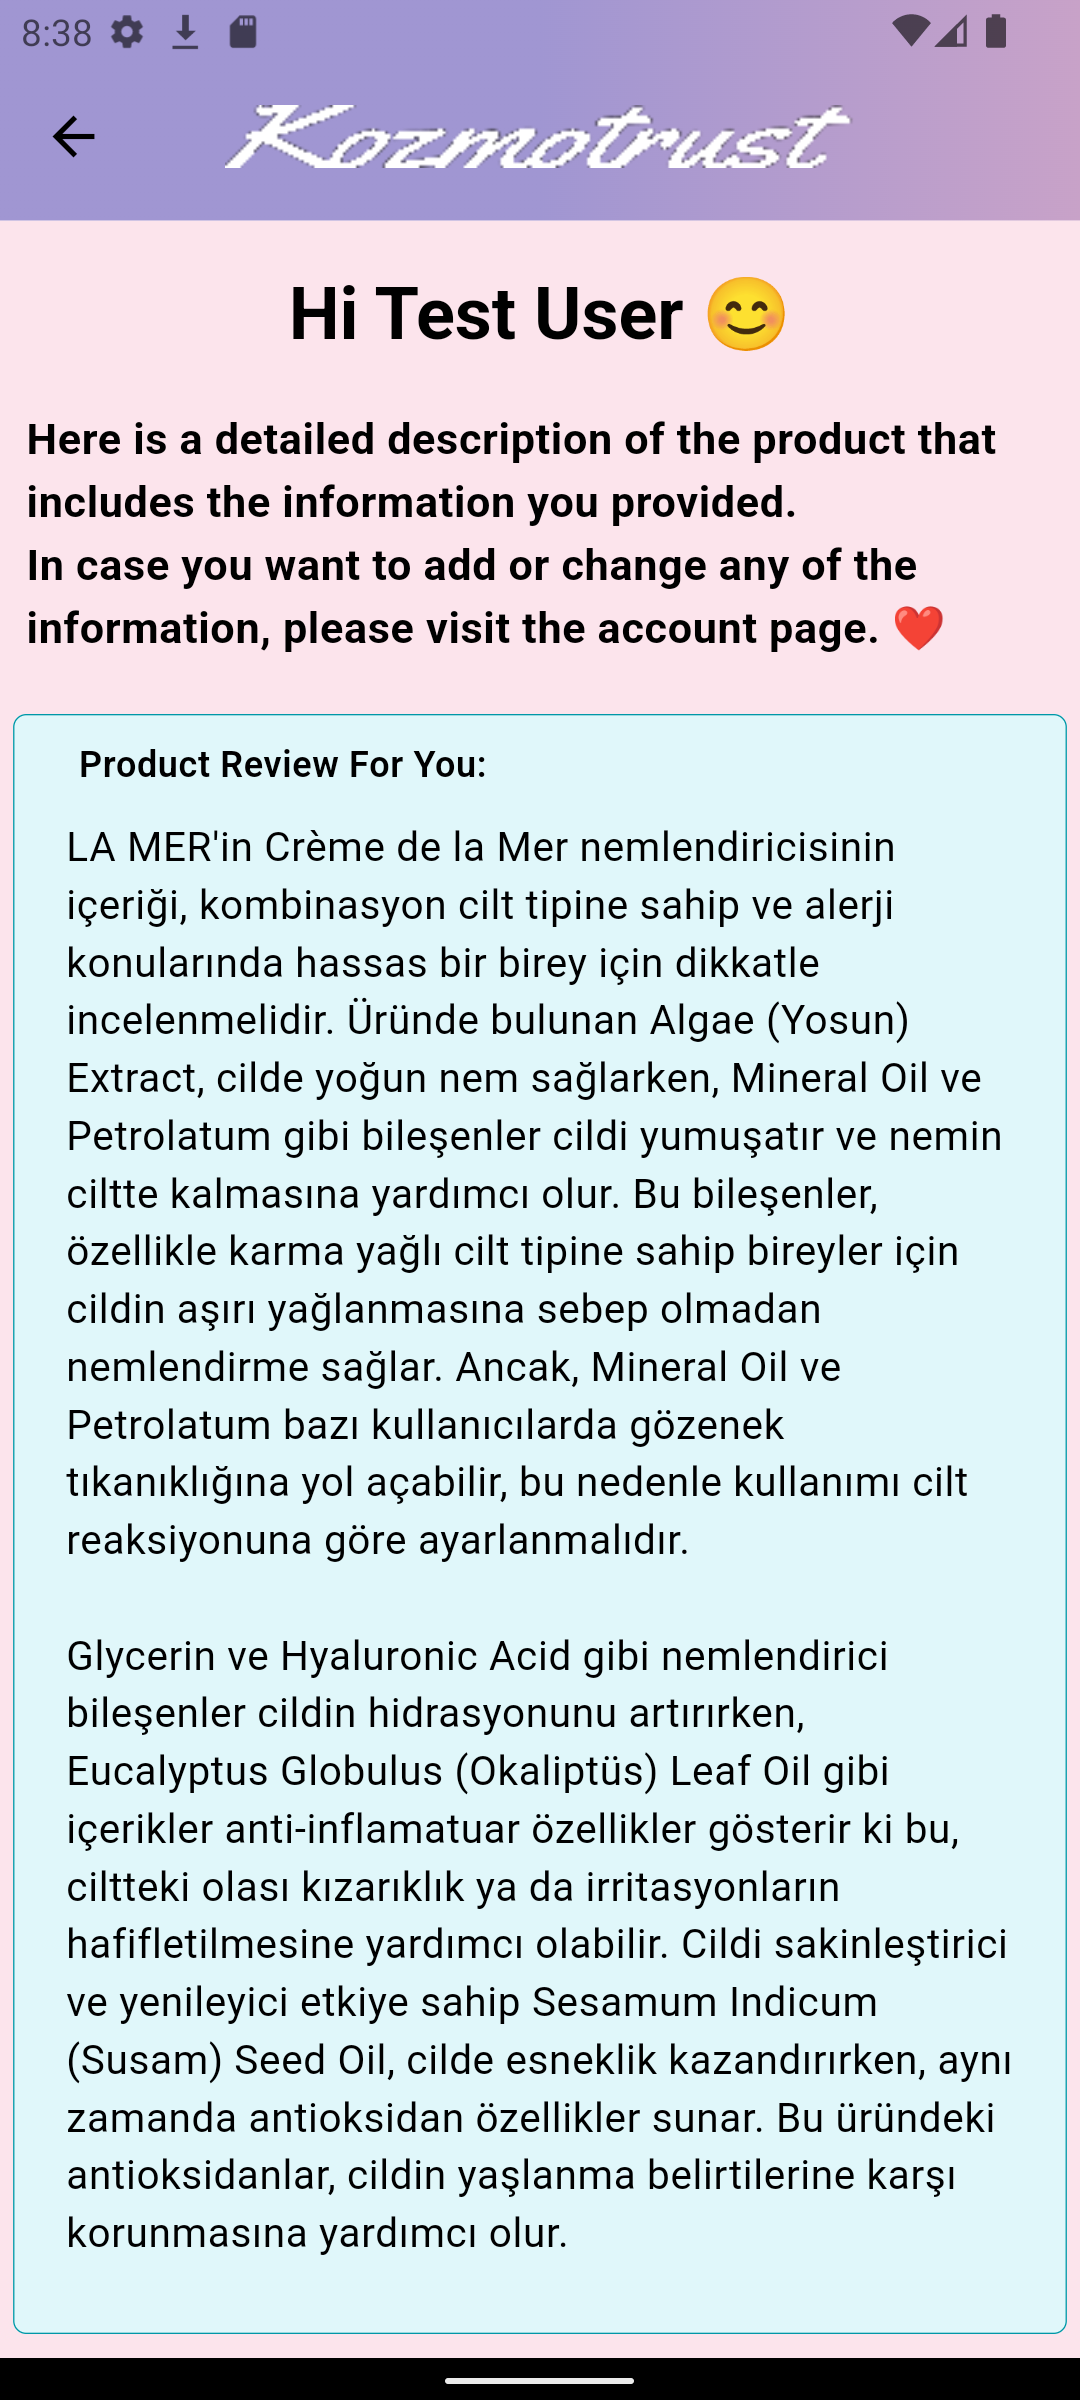 8:38
Kozmotrust
Hi Test User 😊
Here is a detailed description of the product that
includes the information you provided.
In case you want to add or change any of the
information, please visit the account page. ❤️
Product Review For You:
LA MER'in Crème de la Mer nemlendiricisinin
içeriği, kombinasyon cilt tipine sahip ve alerji
konularında hassas bir birey için dikkatle
incelenmelidir. Üründe bulunan Algae (Yosun)
Extract, cilde yoğun nem sağlarken, Mineral Oil ve
Petrolatum gibi bileşenler cildi yumuşatır ve nemin
ciltte kalmasına yardımcı olur. Bu bileşenler,
özellikle karma yağlı cilt tipine sahip bireyler için
cildin aşırı yağlanmasına sebep olmadan
nemlendirme sağlar. Ancak, Mineral Oil ve
Petrolatum bazı kullanıcılarda gözenek
tıkanıklığına yol açabilir, bu nedenle kullanımı cilt
reaksiyonuna göre ayarlanmalıdır.
Glycerin ve Hyaluronic Acid gibi nemlendirici
bileşenler cildin hidrasyonunu artırırken,
Eucalyptus Globulus (Okaliptüs) Leaf Oil gibi
içerikler anti-inflamatuar özellikler gösterir ki bu,
ciltteki olası kızarıklık ya da irritasyonların
hafifletilmesine yardımcı olabilir. Cildi sakinleştirici
ve yenileyici etkiye sahip Sesamum Indicum
(Susam) Seed Oil, cilde esneklik kazandırırken, aynı
zamanda antioksidan özellikler sunar. Bu üründeki
antioksidanlar, cildin yaşlanma belirtilerine karşı
korunmasına yardımcı olur.